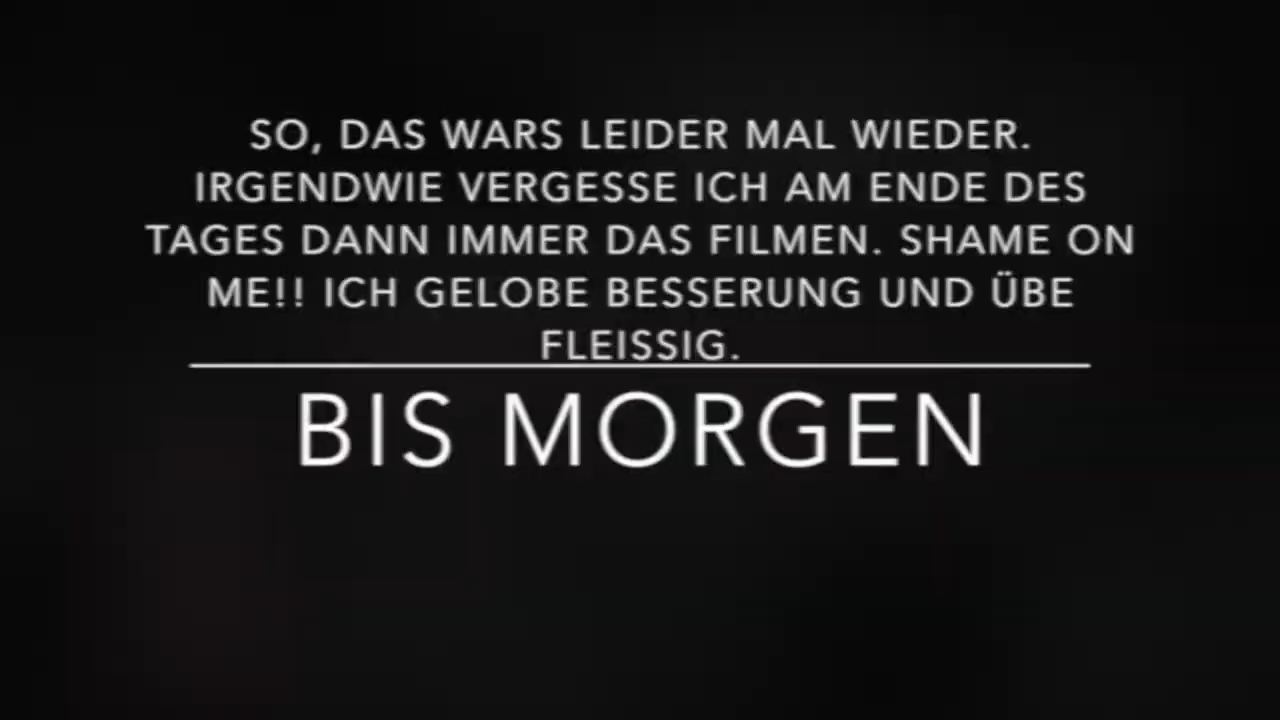 SO, DAS WARS LEIDER MAL WIEDER.
IRGENDWIE VERGESSE ICH AM ENDE DES
TAGES DANN IMMER DAS FILMEN. SHAME ON
ME!! ICH GELOBE BESSERUNG UND ÜBE
FLEISSIG.
BIS MORGEN